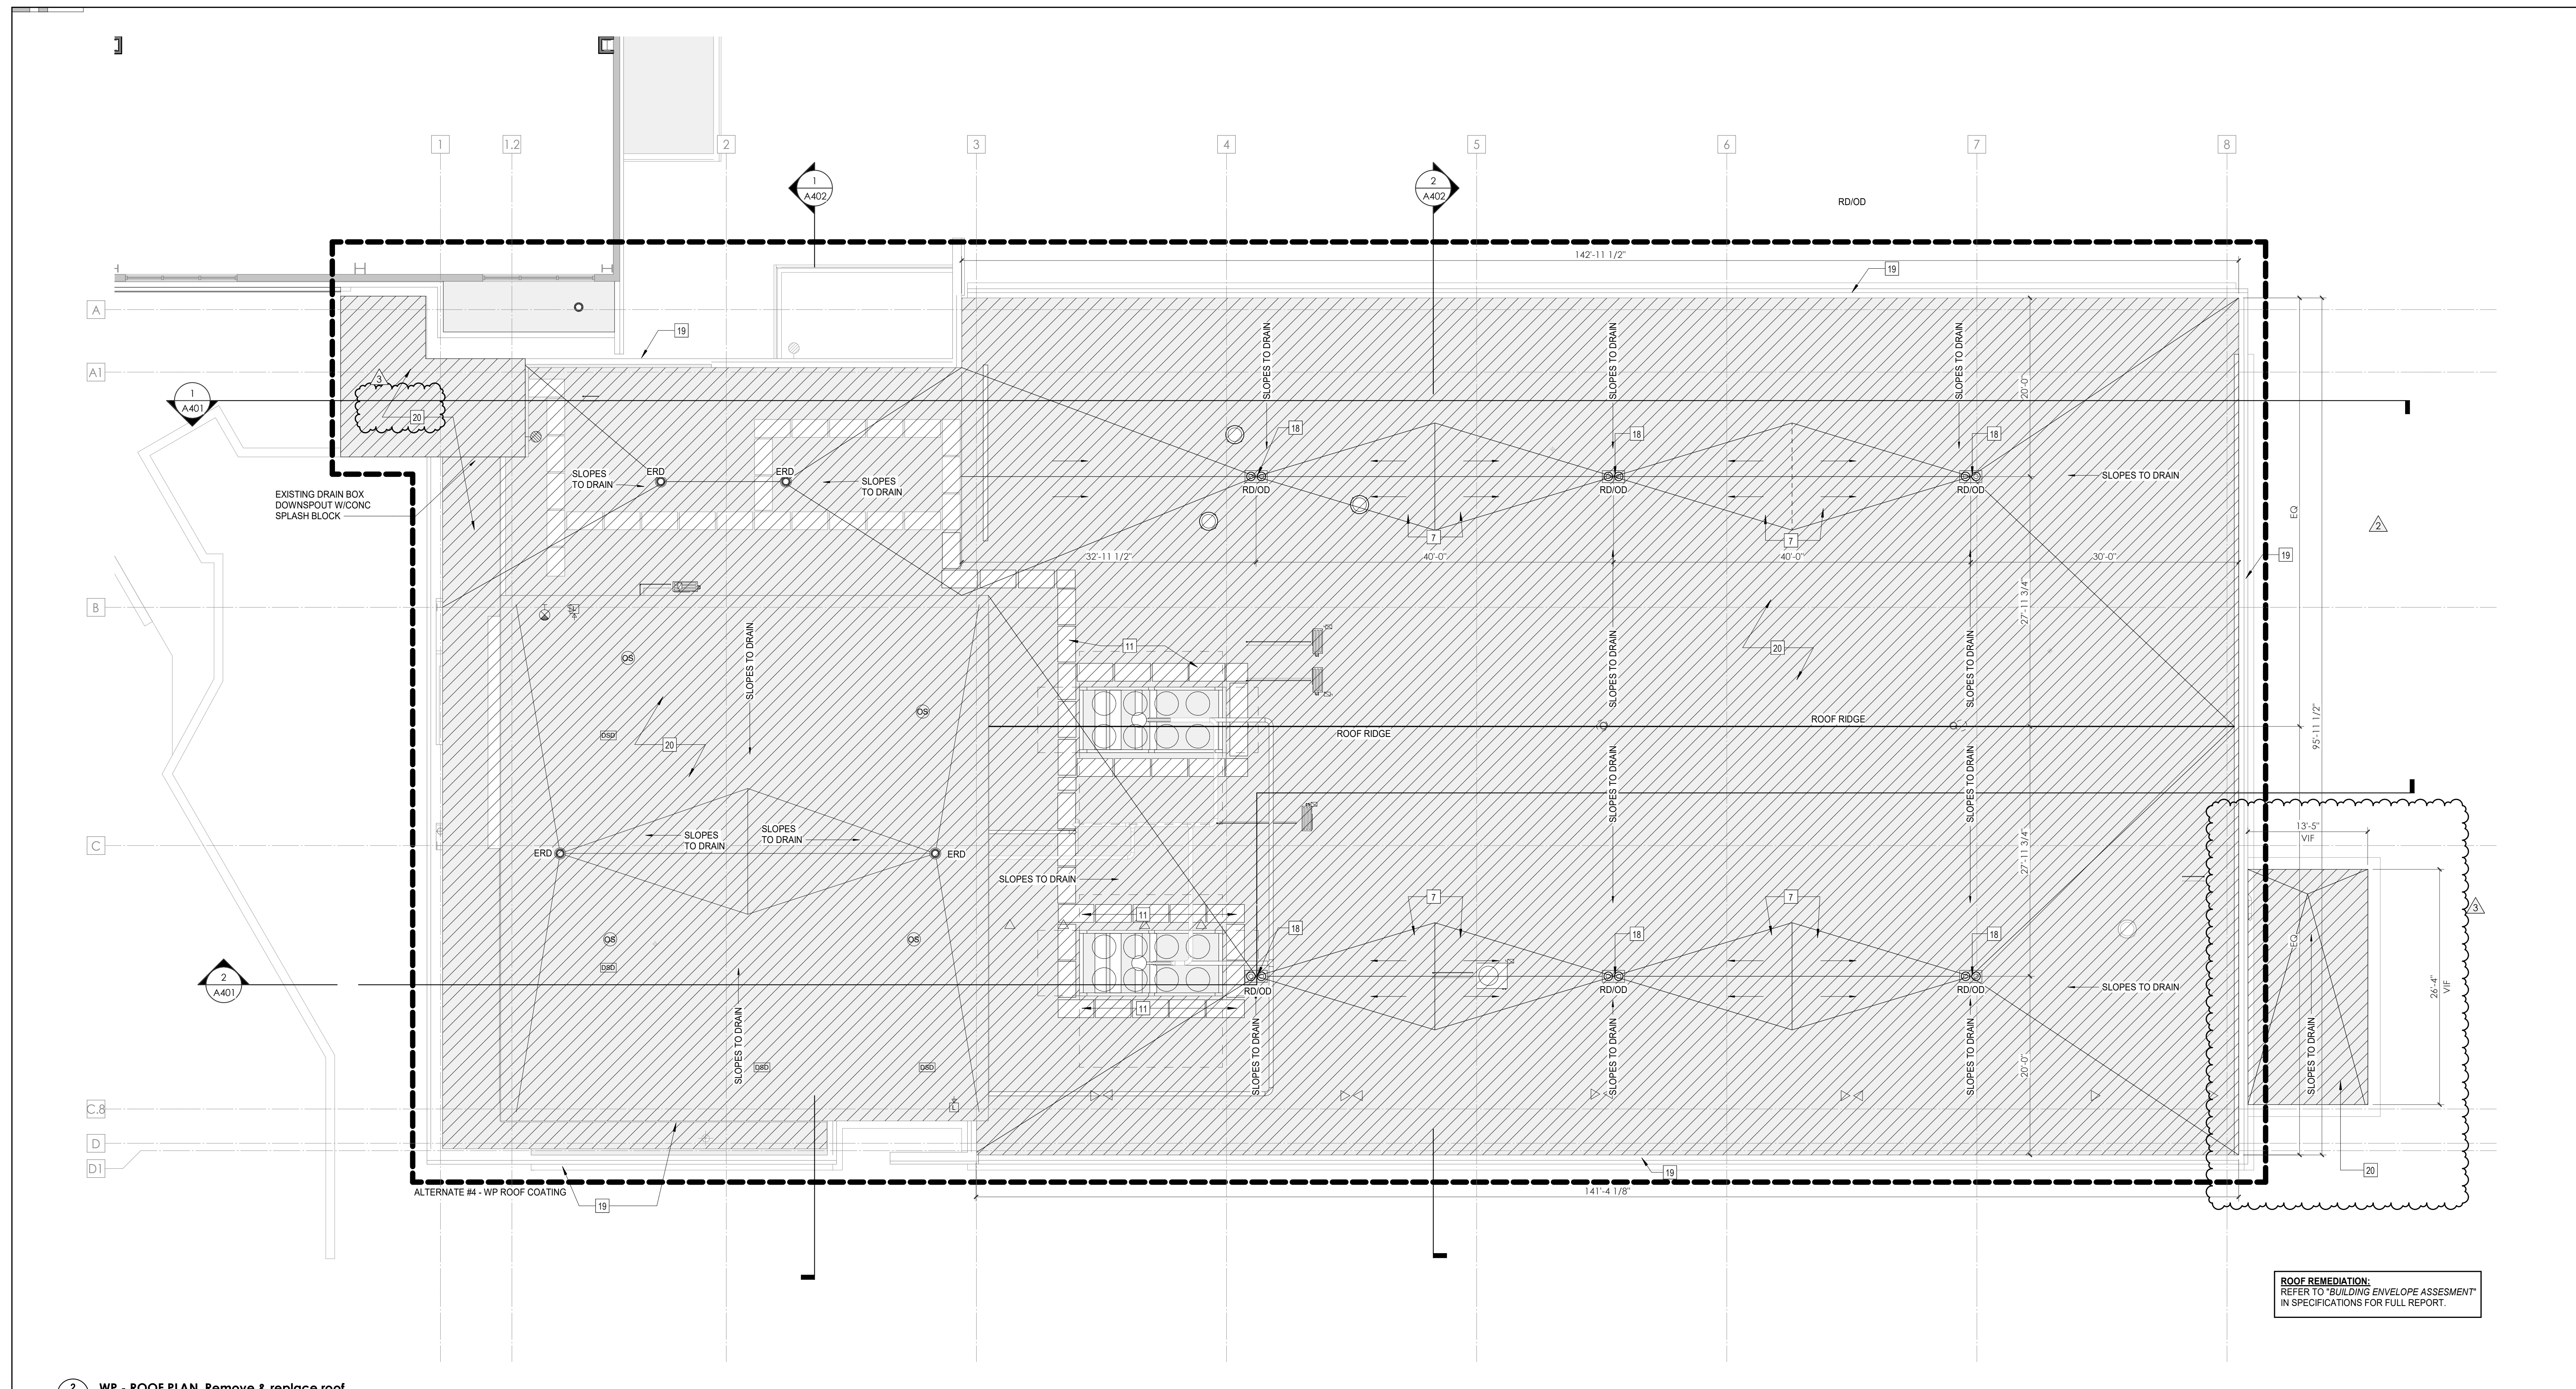 1
1.2
2
3
4
5
6
7
8
1
A402
2
A402
RD/OD
142'-11 1/2"
19
A
19
A1
3
1
A401
20
SLOPES TO DRAIN
SLOPES TO DRAIN
SLOPES TO DRAIN
20'-0"
18
18
18
ERD
ERD
SLOPES
TO DRAIN
SLOPES
TO DRAIN
SLOPES TO DRAIN
RD/OD
RD/OD
RD/OD
EXISTING DRAIN BOX
DOWNSPOUT W/CONC
SPLASH BLOCK
EQ
2
7
7
32'-11 1/2"
40'-0"
40'-0"
30'-0"
19
B
27'-11 3/4"
SLOPES TO DRAIN
SLOPES TO DRAIN
SLOPES TO DRAIN
11
20
OS
OS
DSD
20
ROOF RIDGE
ROOF RIDGE
95'-11 1/2"
SLOPES TO DRAIN
SLOPES TO DRAIN
13'-5"
VIF
C
SLOPES
TO DRAIN
SLOPES
TO DRAIN
ERD
ERD
27'-11 3/4"
SLOPES TO DRAIN
7
7
3
11
18
18
18
OS
OS
EQ
DSD
2
A401
RD/OD
RD/OD
RD/OD
SLOPES TO DRAIN
26'-4"
VIF
11
SLOPES TO DRAIN
SLOPES TO DRAIN
SLOPES TO DRAIN
SLOPES TO DRAIN
20'-0"
SLOPES TO DRAIN
DSD
DSD
L
C.8
D
D1
19
20
ALTERNATE #4 - WP ROOF COATING
19
141'-4 1/8"
ROOF REMEDIATION:
REFER TO "BUILDING ENVELOPE ASSESMENT"
IN SPECIFICATIONS FOR FULL REPORT.
2
WP - ROOF PLAN Remove & replace roof